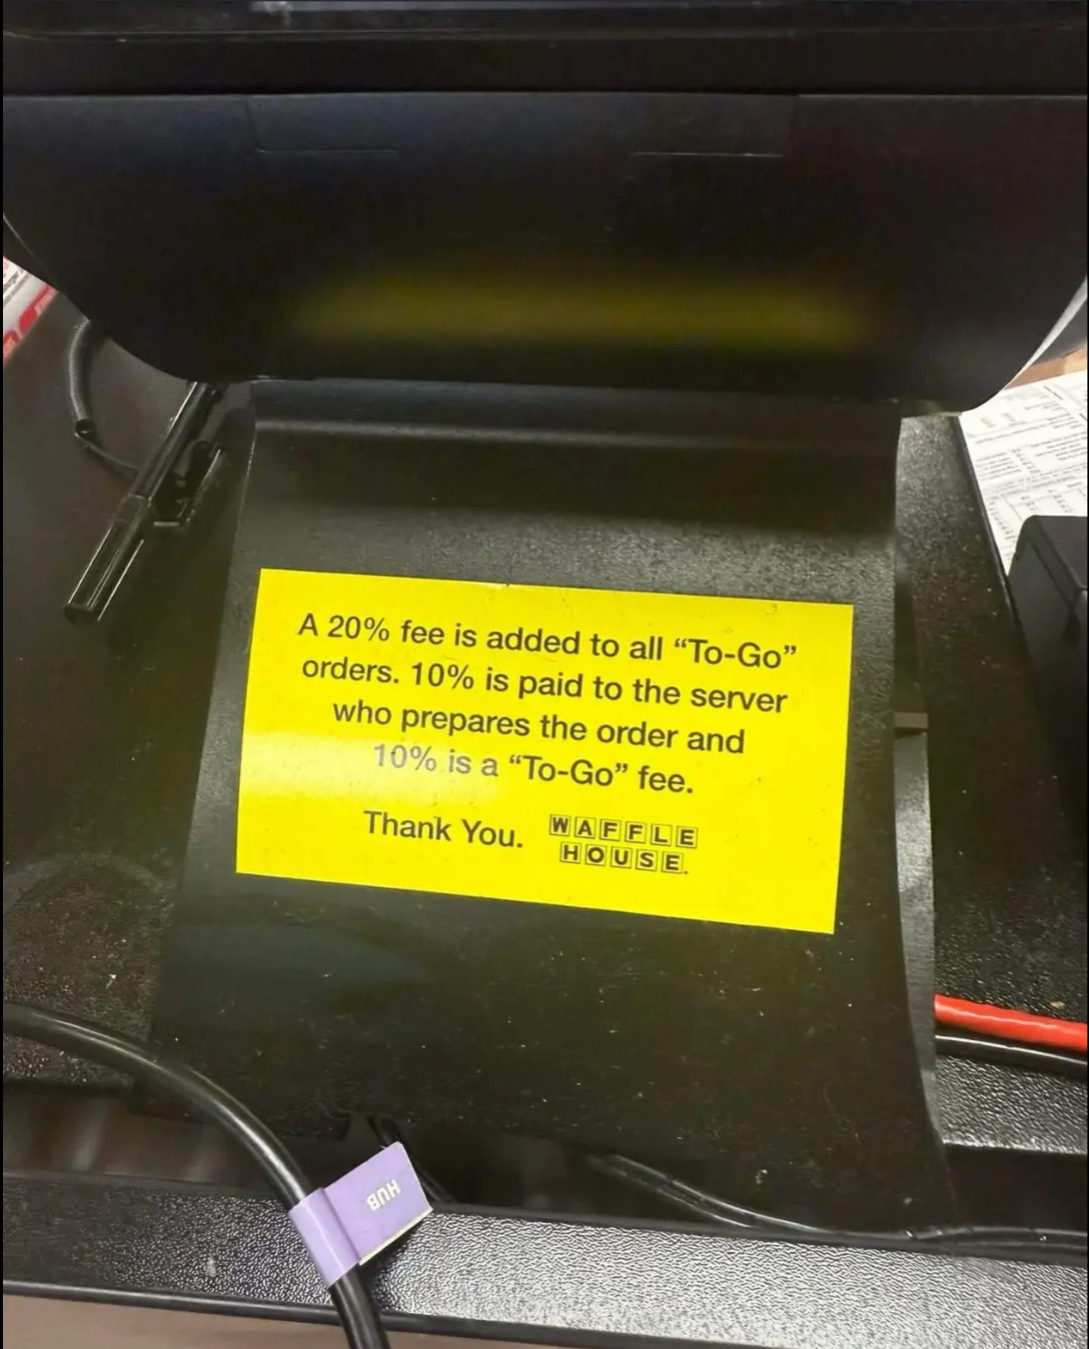 A 20% fee is added to all “To-Go”
orders. 10% is paid to the server
who prepares the order and
10% is a “To-Go” fee.
Thank You. WAFFLE
HOUSE.
HUB